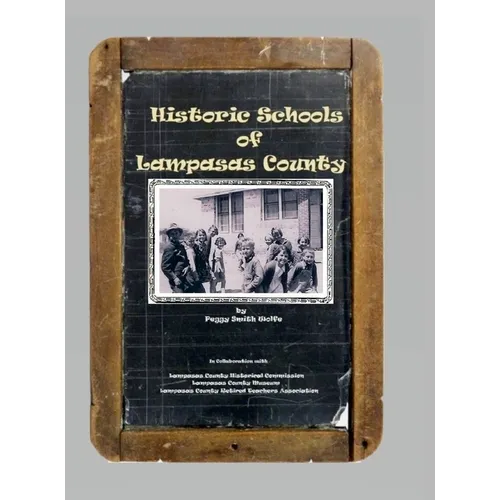 Historic Schools
of
Lampasas County
by
Peggy Smith Wolfe
In Collaboration with
Lampasas County Historical Commission
Lampasas County Museum
Lampasas County Retired Teachers Association